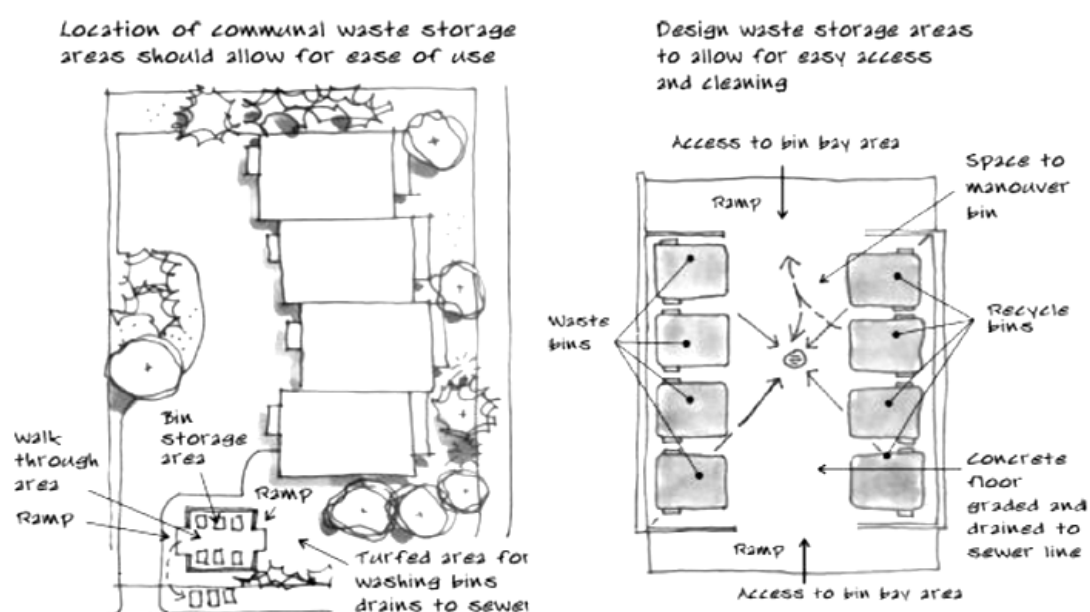 Location of communal waste storage
areas should allow for ease of use
Bin
storage
area
Walk
through
area
Ramp
Ramp
Turfed area for
washing bins
drains to sewer
Design waste storage areas
to allow for easy access
and cleaning
Access to bin bay area
Ramp
Space to
manouver
bin
Waste
bins
Recycle
bins
Concrete
floor
graded and
drained to
sewer line
Ramp
Access to bin bay area